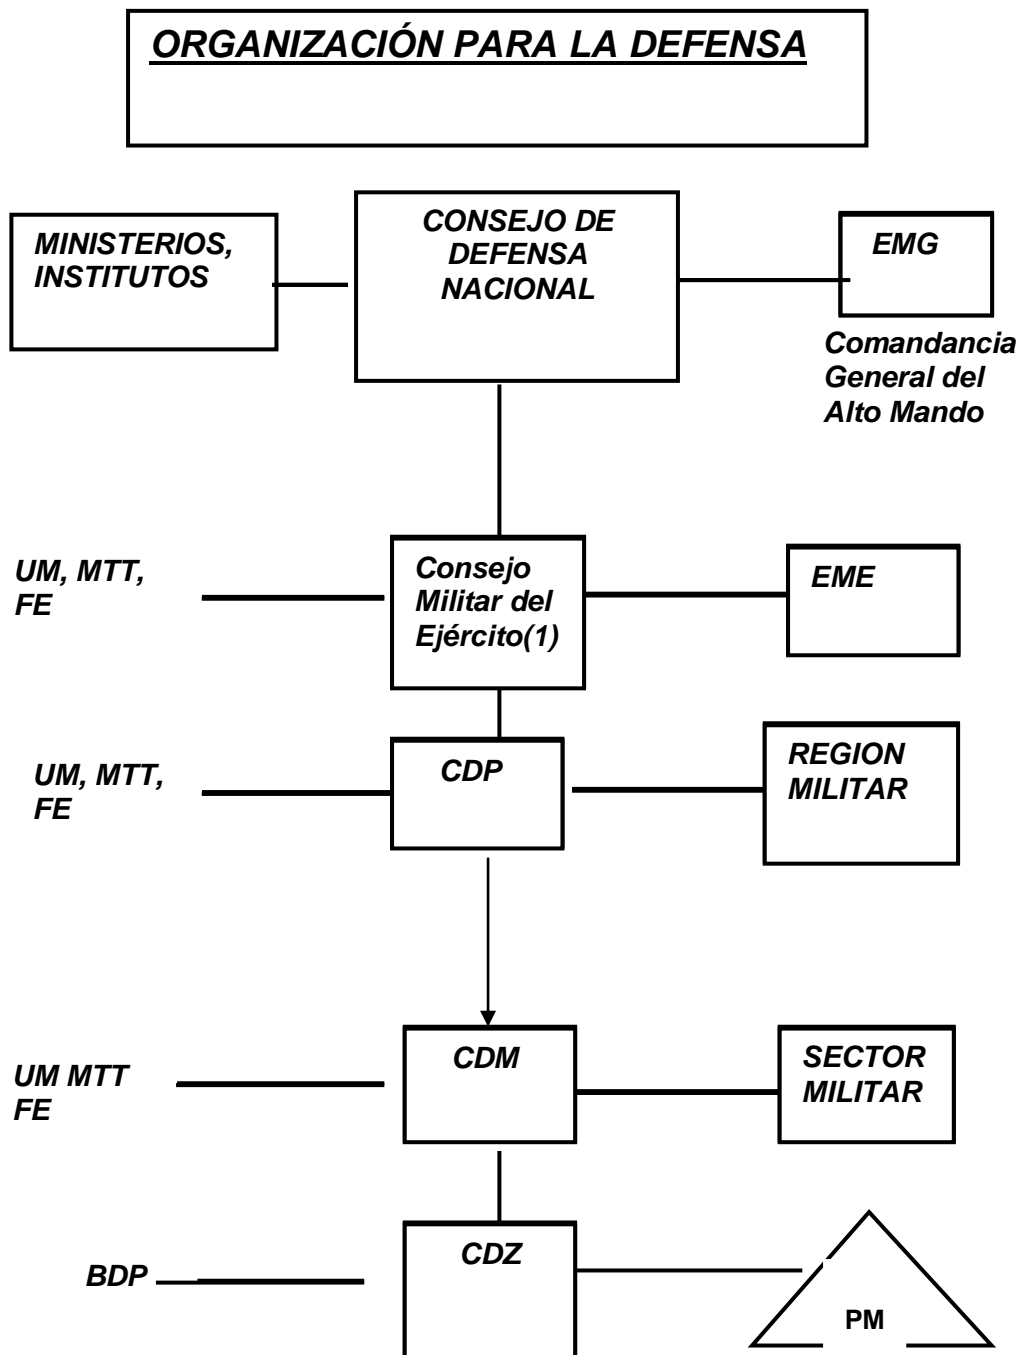 ORGANIZACIÓN PARA LA DEFENSA
MINISTERIOS,
INSTITUTOS
CONSEJO DE
DEFENSA
NACIONAL
EMG
Comandancia
General del
Alto Mando
UM, MTT,
FE
Consejo
Militar del
Ejército(1)
EME
UM, MTT,
FE
CDP
REGION
MILITAR
UM MTT
FE
CDM
SECTOR
MILITAR
BDP
CDZ
PM